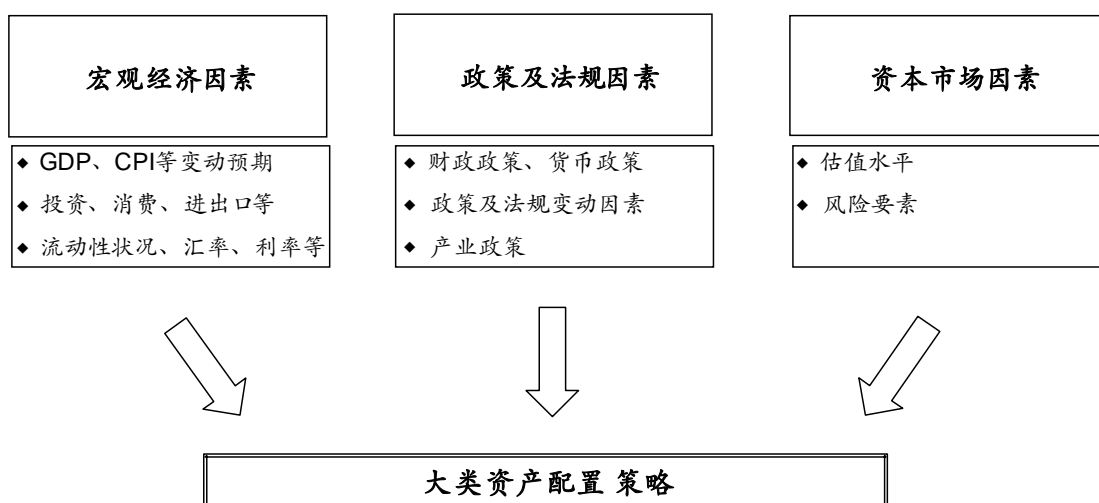 宏观经济因素
◆ GDP、CPI等变动预期
◆ 投资、消费、进出口等
◆ 流动性状况、汇率、利率等
政策及法规因素
◆ 财政政策、货币政策
◆ 政策及法规变动因素
◆ 产业政策
资本市场因素
◆ 估值水平
◆ 风险要素
大类资产配置 策略